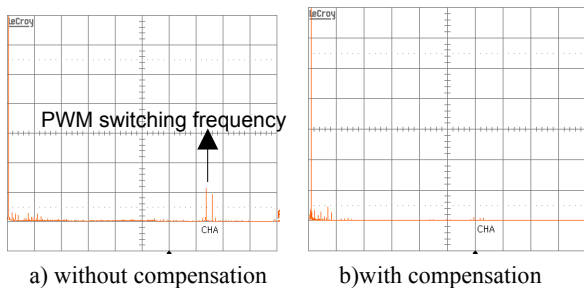 LeCroy
LeCroy
PWM switching frequency
CHA
CHA
a) without compensation
b)with compensation